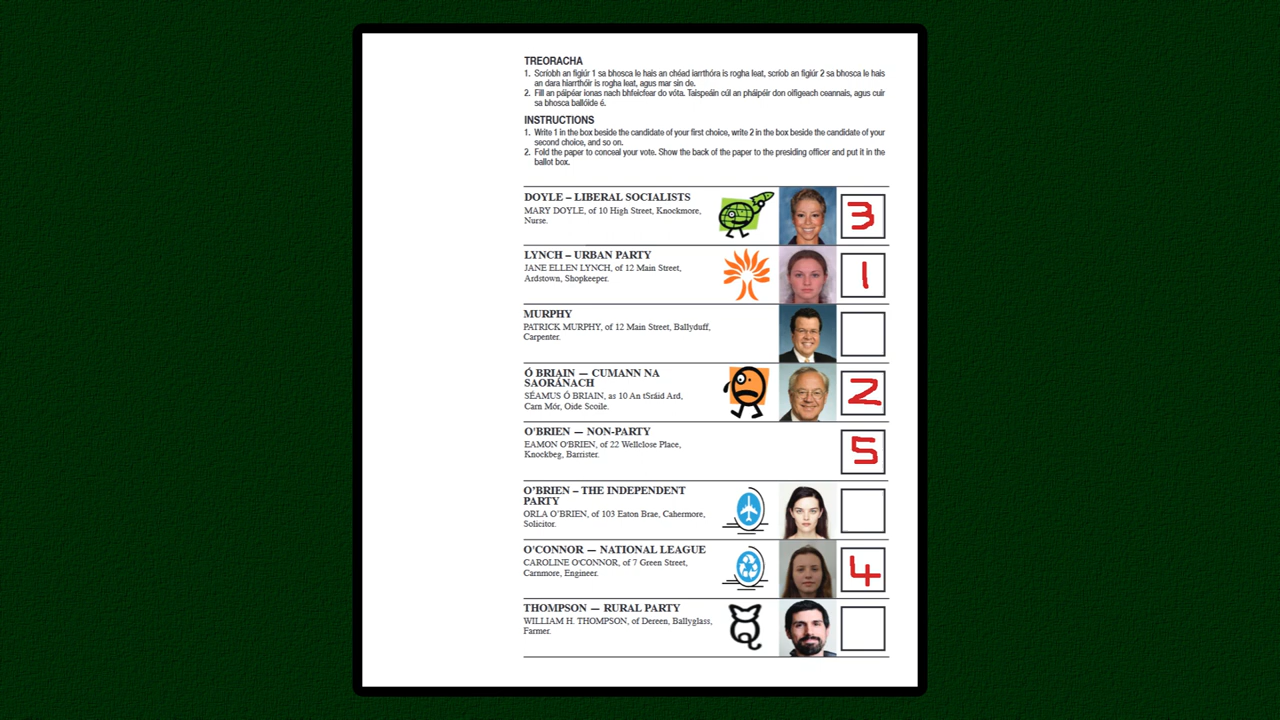 TREORACHA
1. Scríobh an figiúr 1 sa bhosca le hais an chéad iarrthóra is rogha leat, scríob an figiúr 2 sa bhosca le hais
an dara hiarrthóir is rogha leat, agus mar sin de.
2. Fill an páipéar ionas nach bhfeicfear do vóta. Taispeáin cúl an pháipéir don oifigeach ceannais, agus cuir
sa bhosca ballóide é.
INSTRUCTIONS
1. Write 1 in the box beside the candidate of your first choice, write 2 in the box beside the candidate of your
second choice, and so on.
2. Fold the paper to conceal your vote. Show the back of the paper to the presiding officer and put it in the
ballot box.
DOYLE – LIBERAL SOCIALISTS
MARY DOYLE, of 10 High Street, Knockmore,
Nurse.
3
LYNCH – URBAN PARTY
JANE ELLEN LYNCH, of 12 Main Street,
Ardstown, Shopkeeper.
1
MURPHY
PATRICK MURPHY, of 12 Main Street, Ballyduff,
Carpenter.
Ó BRIAIN — CUMANN NA
SAORÁNACH
SÉAMUS Ó BRIAIN, as 10 An tSráid Ard,
Carn Mór, Oide Scoile.
2
O'BRIEN — NON-PARTY
EAMON O'BRIEN, of 22 Wellclose Place,
Knockbeg, Barrister.
5
O’BRIEN – THE INDEPENDENT
PARTY
ORLA O’BRIEN, of 103 Eaton Brae, Cahermore,
Solicitor.
O'CONNOR — NATIONAL LEAGUE
CAROLINE O'CONNOR, of 7 Green Street,
Carnmore, Engineer.
4
THOMPSON — RURAL PARTY
WILLIAM H. THOMPSON, of Dereen, Ballyglass,
Farmer.